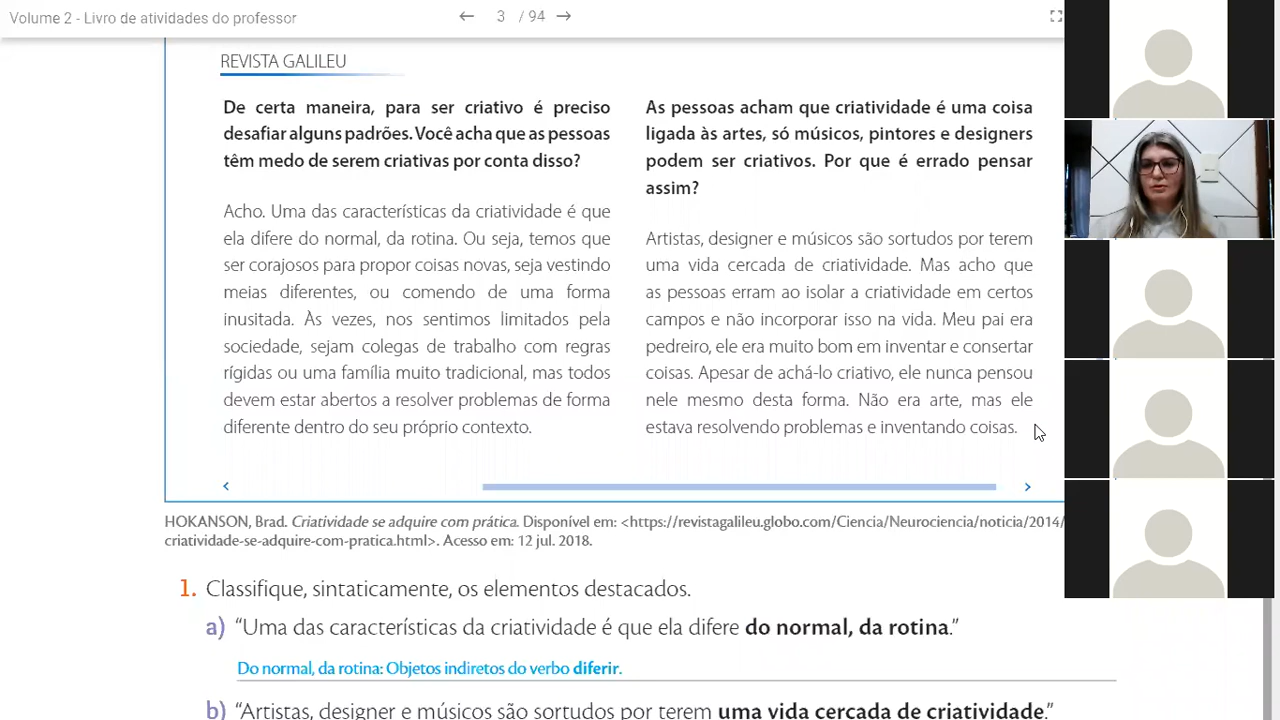 Volume 2 - Livro de atividades do professor
3 / 94
REVISTA GALILEU
De certa maneira, para ser criativo é preciso
desafiar alguns padrões. Você acha que as pessoas
têm medo de serem criativas por conta disso?
Acho. Uma das características da criatividade é que
ela difere do normal, da rotina. Ou seja, temos que
ser corajosos para propor coisas novas, seja vestindo
meias diferentes, ou comendo de uma forma
inusitada. Às vezes, nos sentimos limitados pela
sociedade, sejam colegas de trabalho com regras
rígidas ou uma família muito tradicional, mas todos
devem estar abertos a resolver problemas de forma
diferente dentro do seu próprio contexto.
As pessoas acham que criatividade é uma coisa
ligada às artes, só músicos, pintores e designers
podem ser criativos. Por que é errado pensar
assim?
Artistas, designer e músicos são sortudos por terem
uma vida cercada de criatividade. Mas acho que
as pessoas erram ao isolar a criatividade em certos
campos e não incorporar isso na vida. Meu pai era
pedreiro, ele era muito bom em inventar e consertar
coisas. Apesar de achá-lo criativo, ele nunca pensou
nele mesmo desta forma. Não era arte, mas ele
estava resolvendo problemas e inventando coisas.
HOKANSON, Brad. Criatividade se adquire com prática. Disponível em: <https://revistagalileu.globo.com/Ciencia/Neurociencia/noticia/2014/
criatividade-se-adquire-com-pratica.html>. Acesso em: 12 jul. 2018.
1. Classifique, sintaticamente, os elementos destacados.
a) “Uma das características da criatividade é que ela difere do normal, da rotina.”
Do normal, da rotina: Objetos indiretos do verbo diferir.
b) “Artistas, designer e músicos são sortudos por terem uma vida cercada de criatividade.”